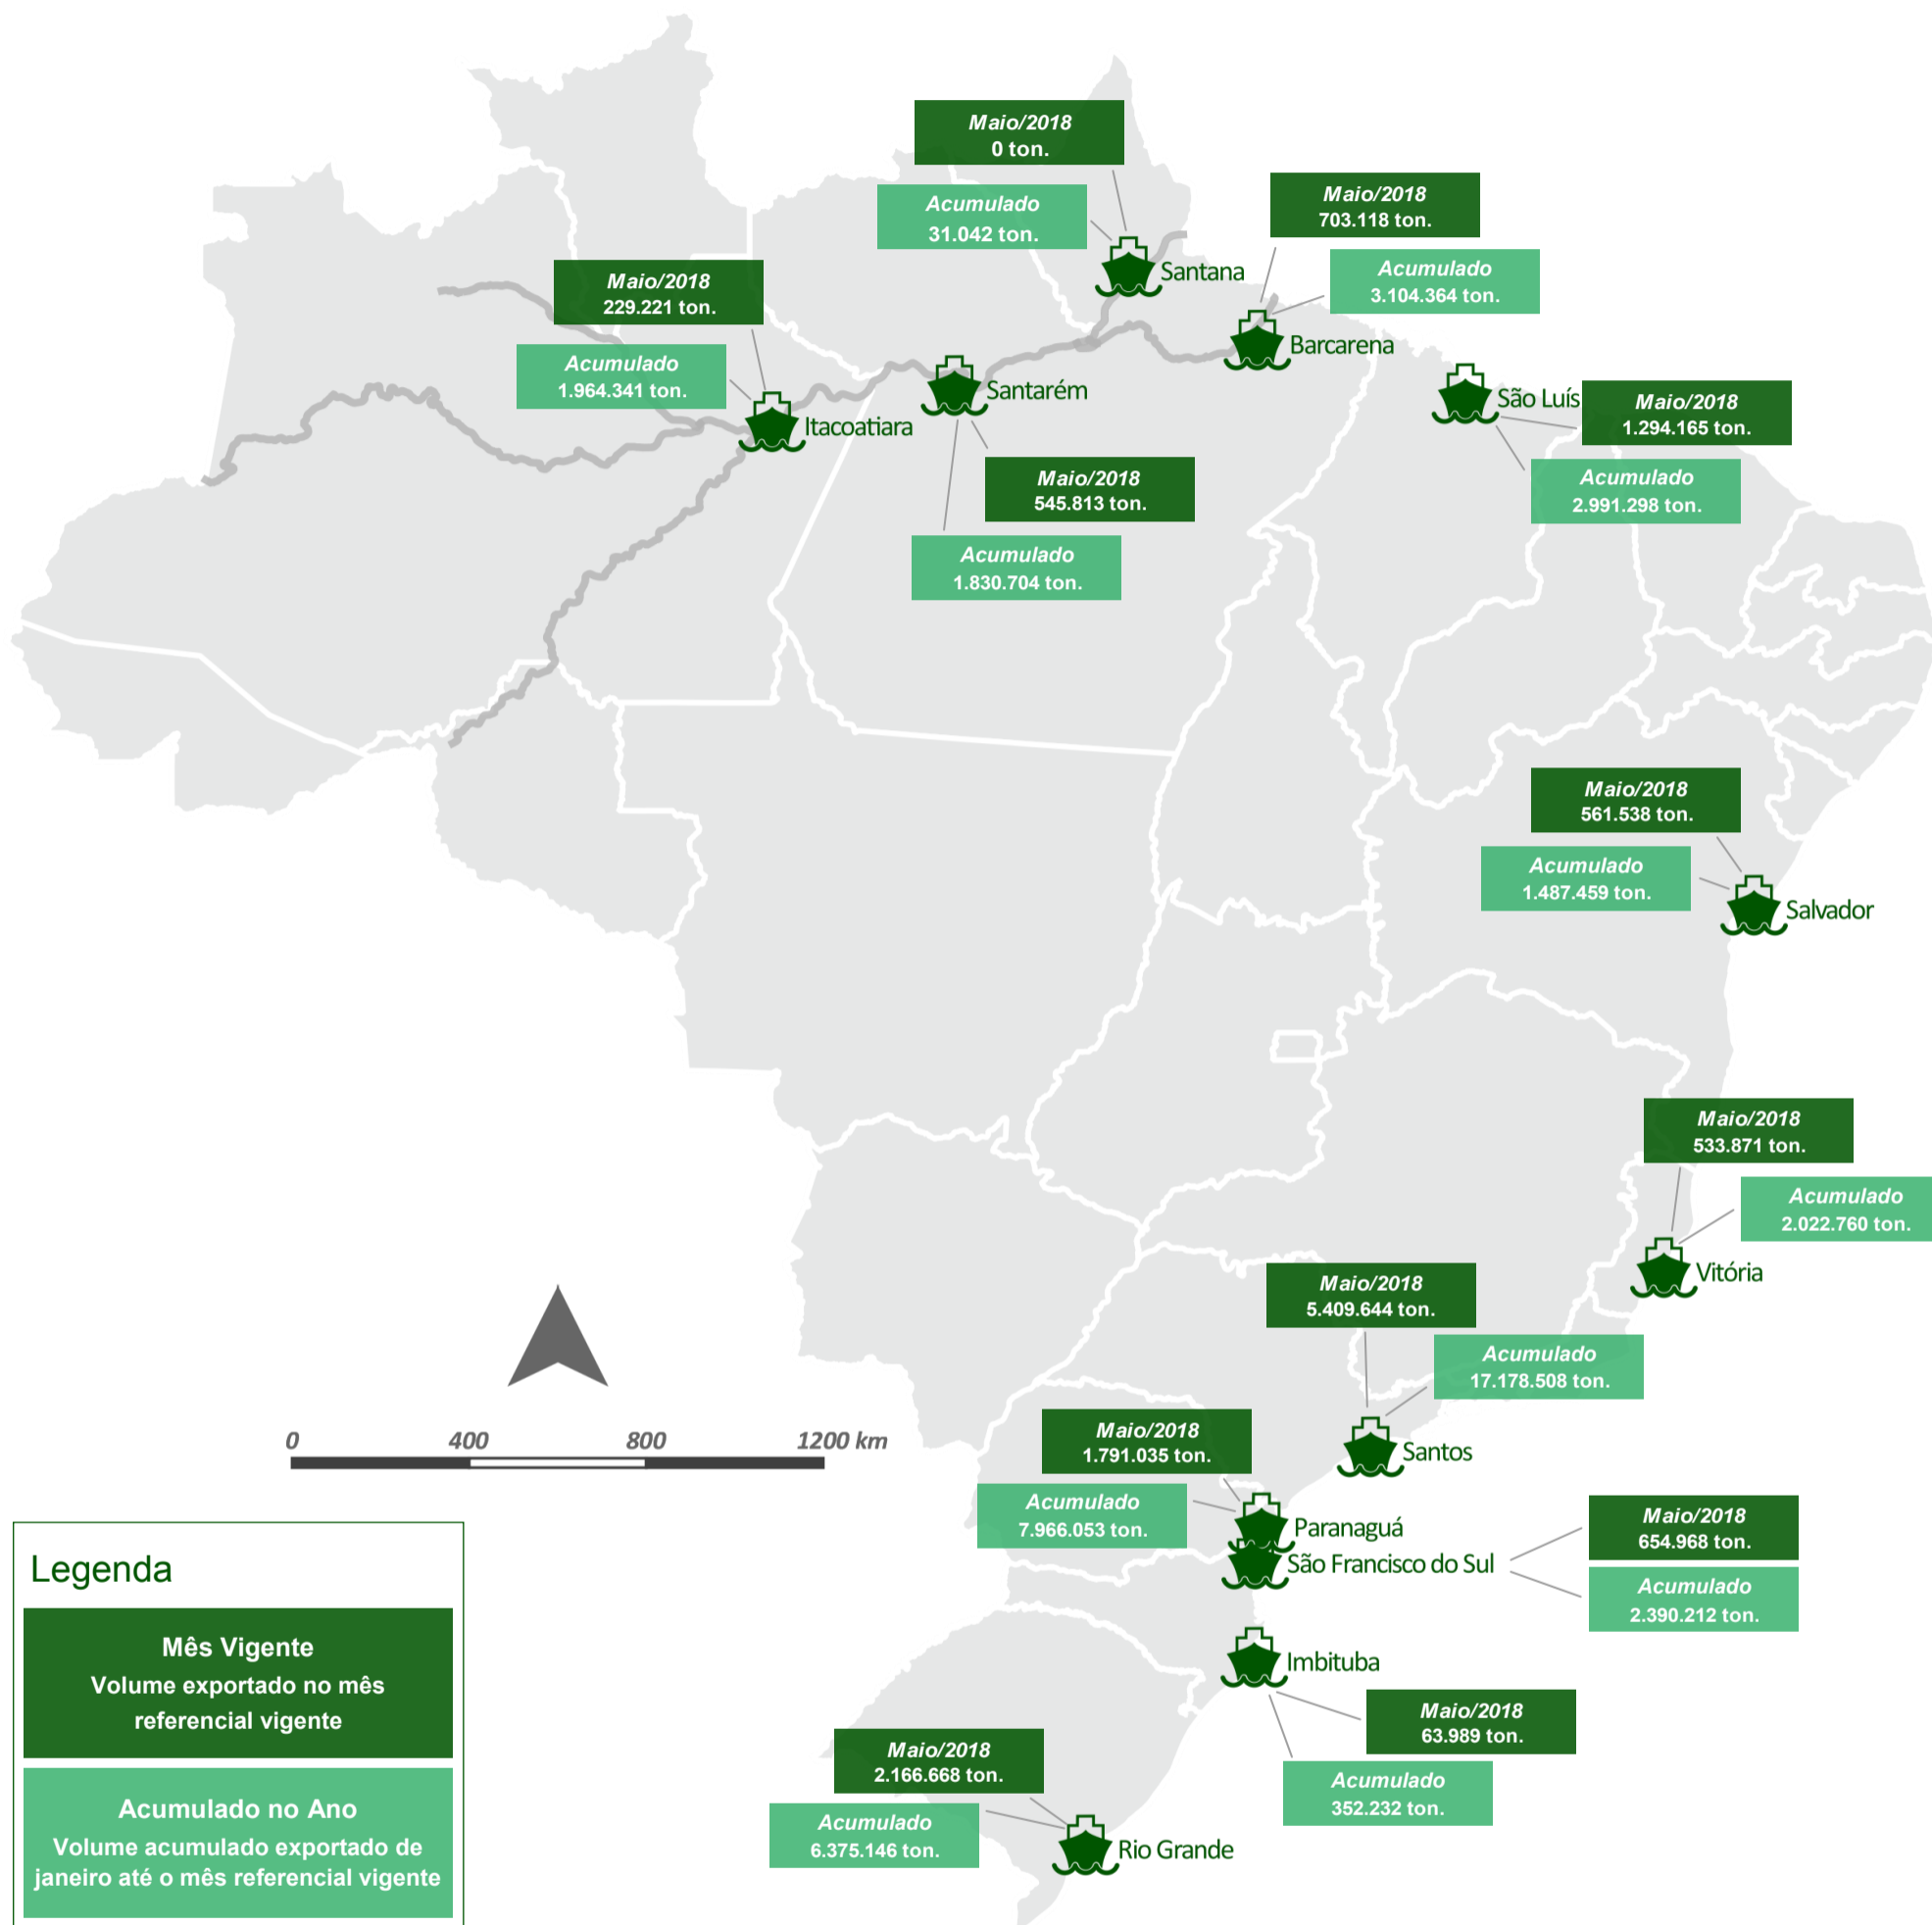 Maio/2018
0 ton.
Acumulado
31.042 ton.
Santana
Maio/2018
703.118 ton.
Acumulado
3.104.364 ton.
Barcarena
Maio/2018
229.221 ton.
Acumulado
1.964.341 ton.
Itacoatiara
Santarém
Maio/2018
545.813 ton.
Acumulado
1.830.704 ton.
São Luís
Maio/2018
1.294.165 ton.
Acumulado
2.991.298 ton.
Maio/2018
561.538 ton.
Acumulado
1.487.459 ton.
Salvador
Maio/2018
533.871 ton.
Acumulado
2.022.760 ton.
Vitória
Maio/2018
5.409.644 ton.
Acumulado
17.178.508 ton.
Santos
Maio/2018
1.791.035 ton.
Acumulado
7.966.053 ton.
Paranaguá
São Francisco do Sul
Maio/2018
654.968 ton.
Acumulado
2.390.212 ton.
Imbituba
Maio/2018
63.989 ton.
Acumulado
352.232 ton.
Maio/2018
2.166.668 ton.
Acumulado
6.375.146 ton.
Rio Grande
0 400 800 1200 km
Legenda
Mês Vigente
Volume exportado no mês
referencial vigente
Acumulado no Ano
Volume acumulado exportado de
janeiro até o mês referencial vigente